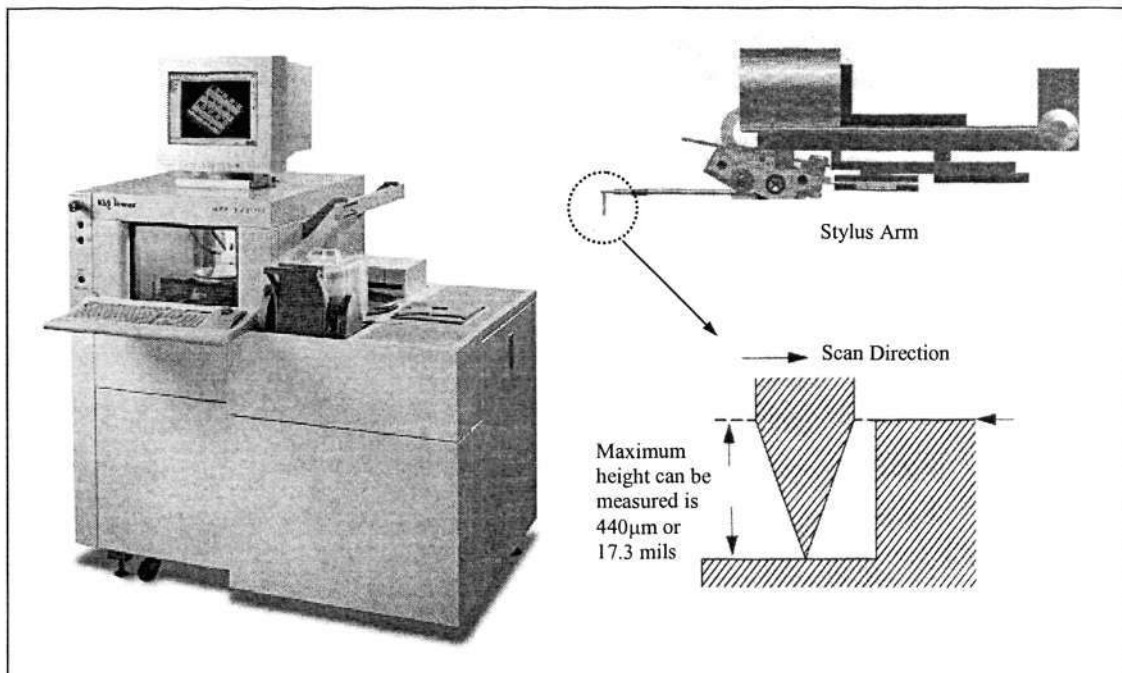 Stylus Arm
Scan Direction
Maximum
height can be
measured is
440µm or
17.3 mils